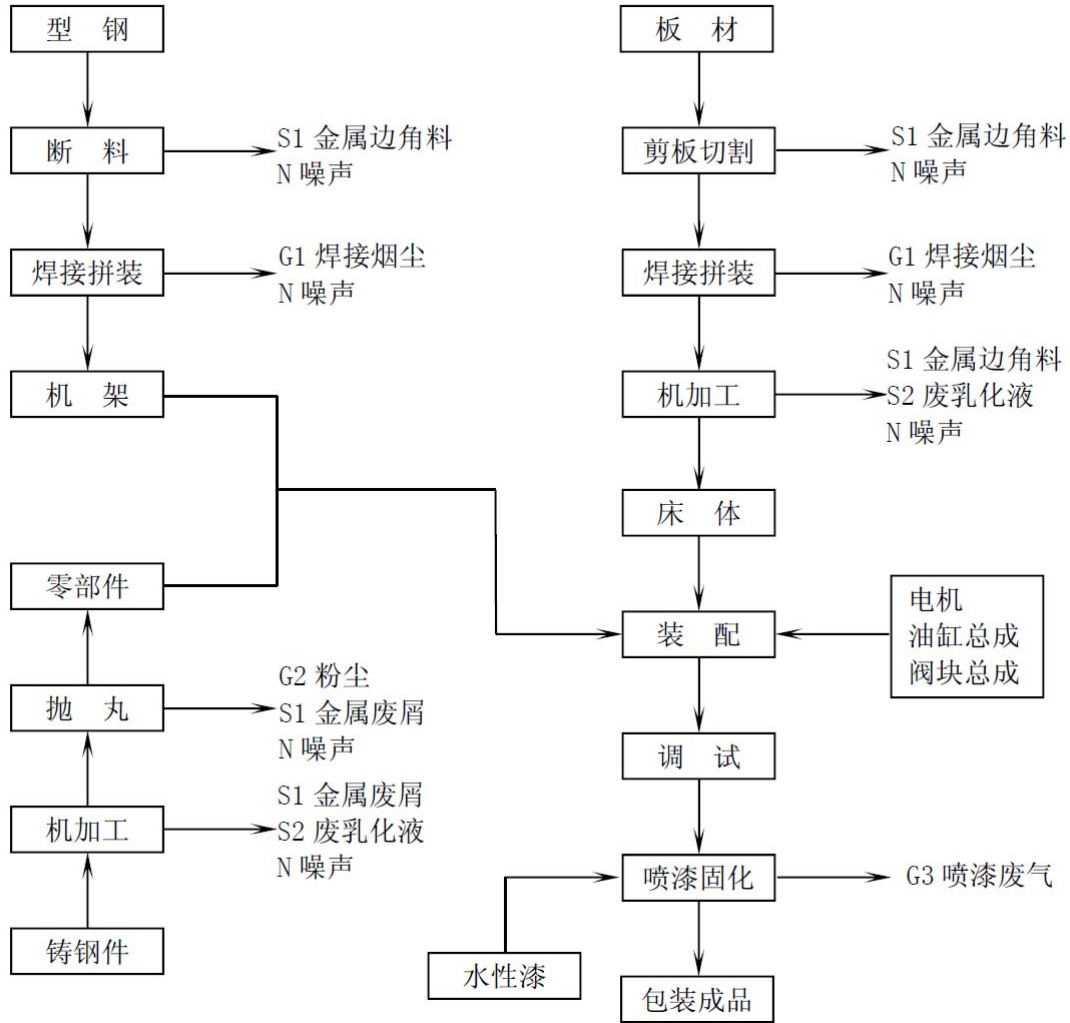 型 钢
断 料
S1 金属边角料
N 噪声
焊接拼装
G1 焊接烟尘
N 噪声
机 架
零部件
抛 丸
G2 粉尘
S1 金属废屑
N 噪声
机加工
S1 金属废屑
S2 废乳化液
N 噪声
铸钢件
板 材
剪板切割
S1 金属边角料
N 噪声
焊接拼装
G1 焊接烟尘
N 噪声
机加工
S1 金属边角料
S2 废乳化液
N 噪声
床 体
装 配
电机
油缸总成
阀块总成
调 试
喷漆固化
G3 喷漆废气
水性漆
包装成品